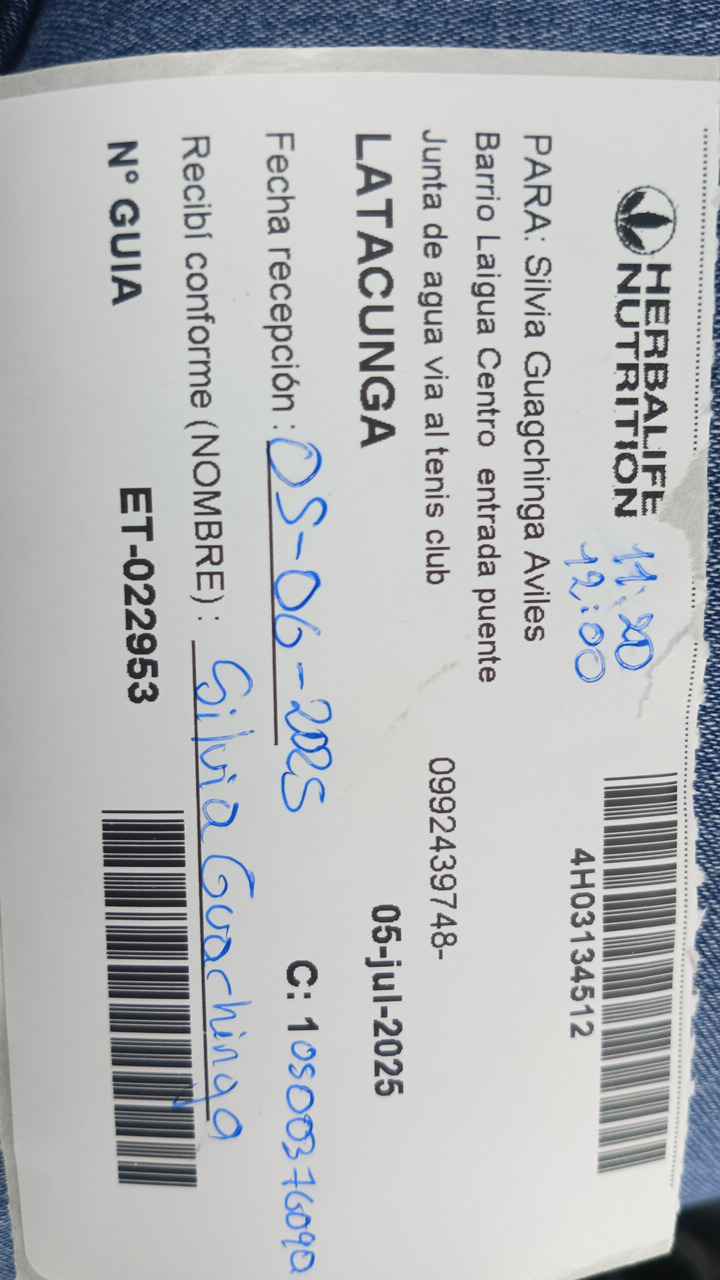 HERBALIFE
NUTRITION
11:20
12:00
4H03134512
PARA: Silvia Guagchinga Aviles
Barrio Laigua Centro entrada puente
Junta de agua via al tenis club 0992439748-
LATACUNGA 05-jul-2025
Fecha recepción : 05-06-2025 C: 1
Recibí conforme (NOMBRE) : Silvia Guachinga
N° GUIA ET-022953